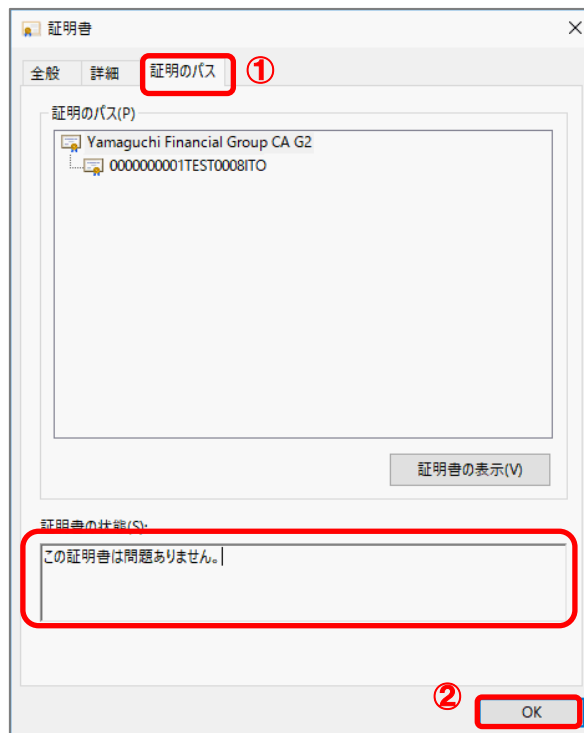 証明書
全般 詳細 証明のパス ①
証明のパス(P)
Yamaguchi Financial Group CA G2
0000000001TEST0008ITO
証明書の表示(V)
証明書の状態(S):
この証明書は問題ありません。
②
OK